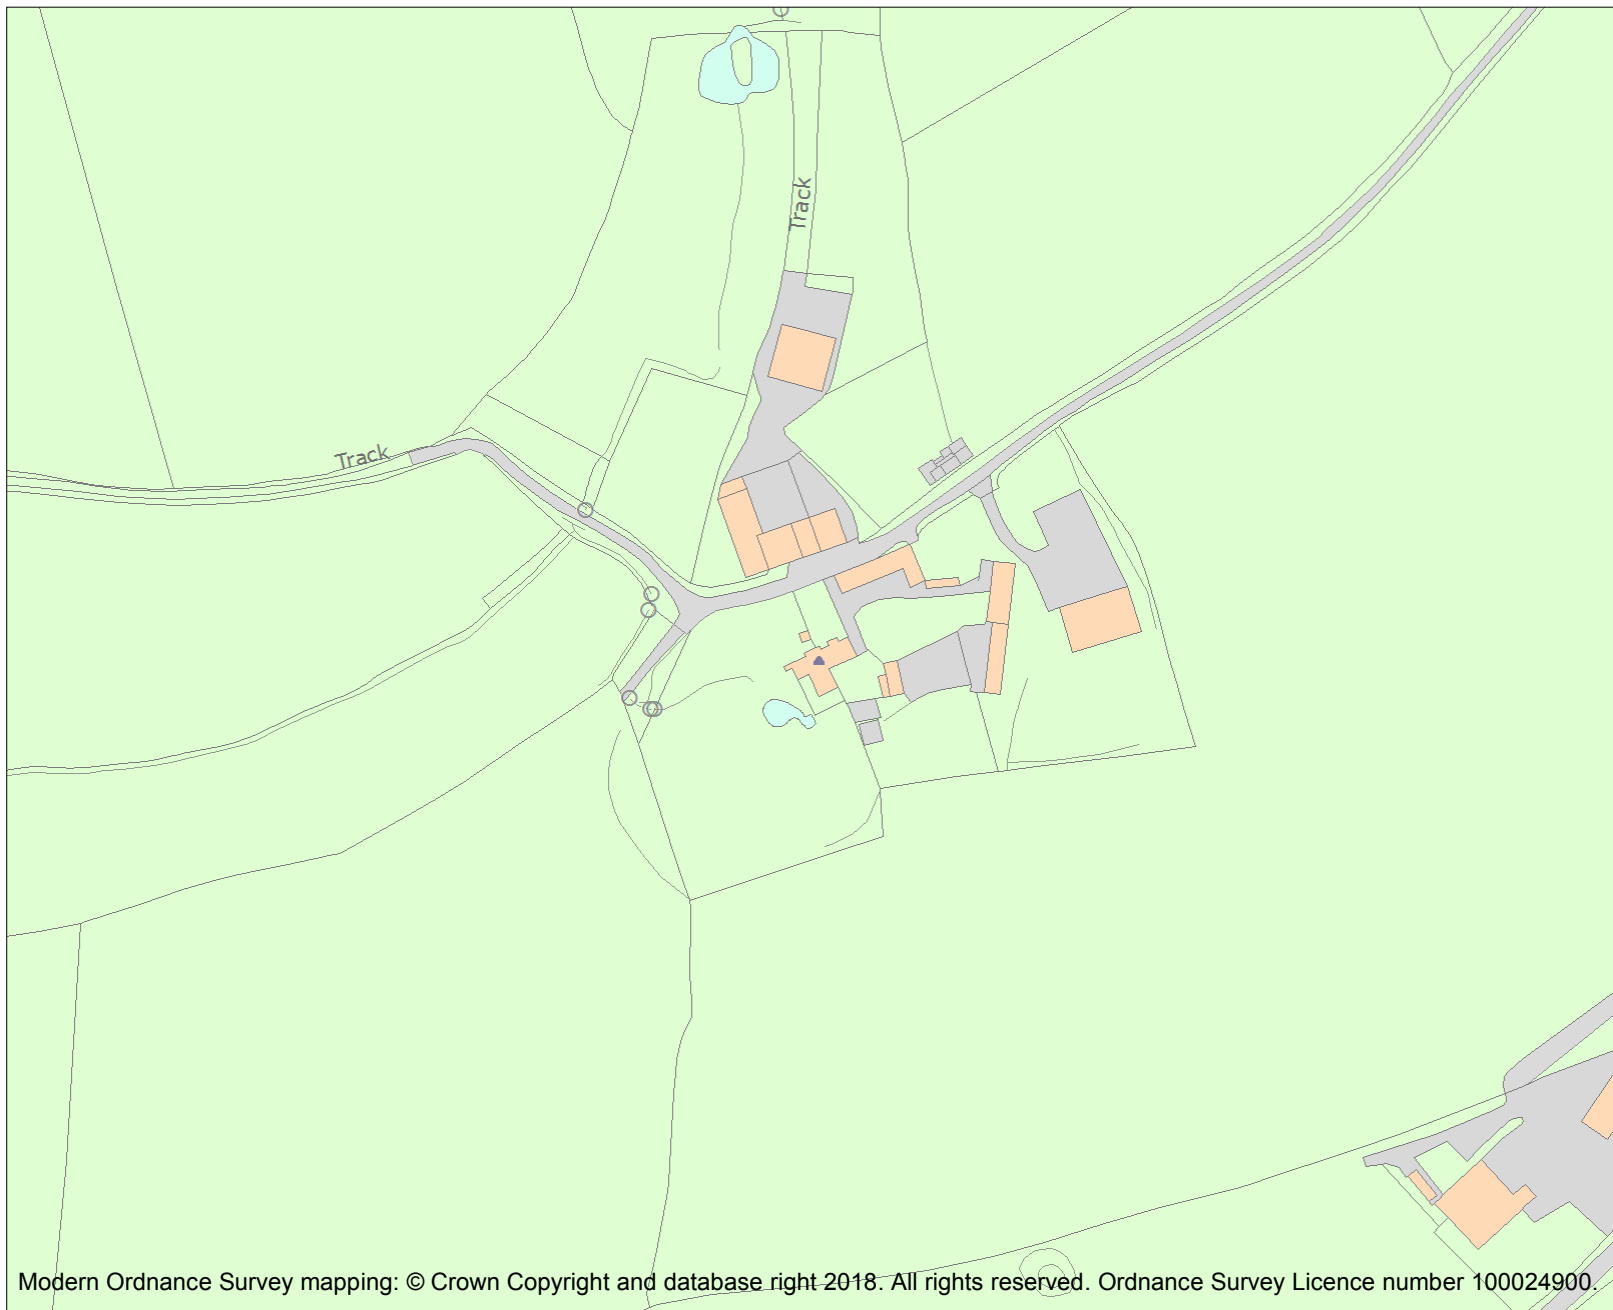 Track
Track
Modern Ordnance Survey mapping: © Crown Copyright and database right 2018. All rights reserved. Ordnance Survey Licence number 100024900.